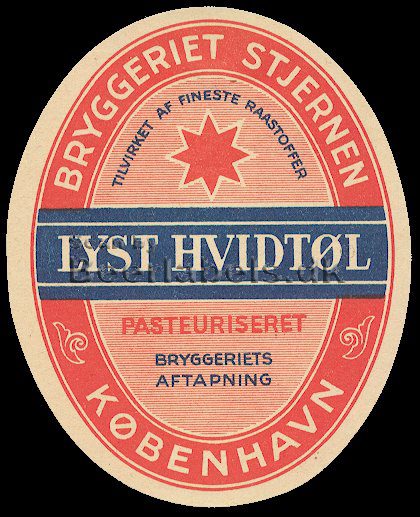 BRYGGERIET STJERNEN
TILVIRKET AF FINESTE RAASTOFFER
LYST HVIDTØL
Beerlabels.dk
PASTEURISERET
BRYGGERIETS
AFTAPNING
KØBENHAVN